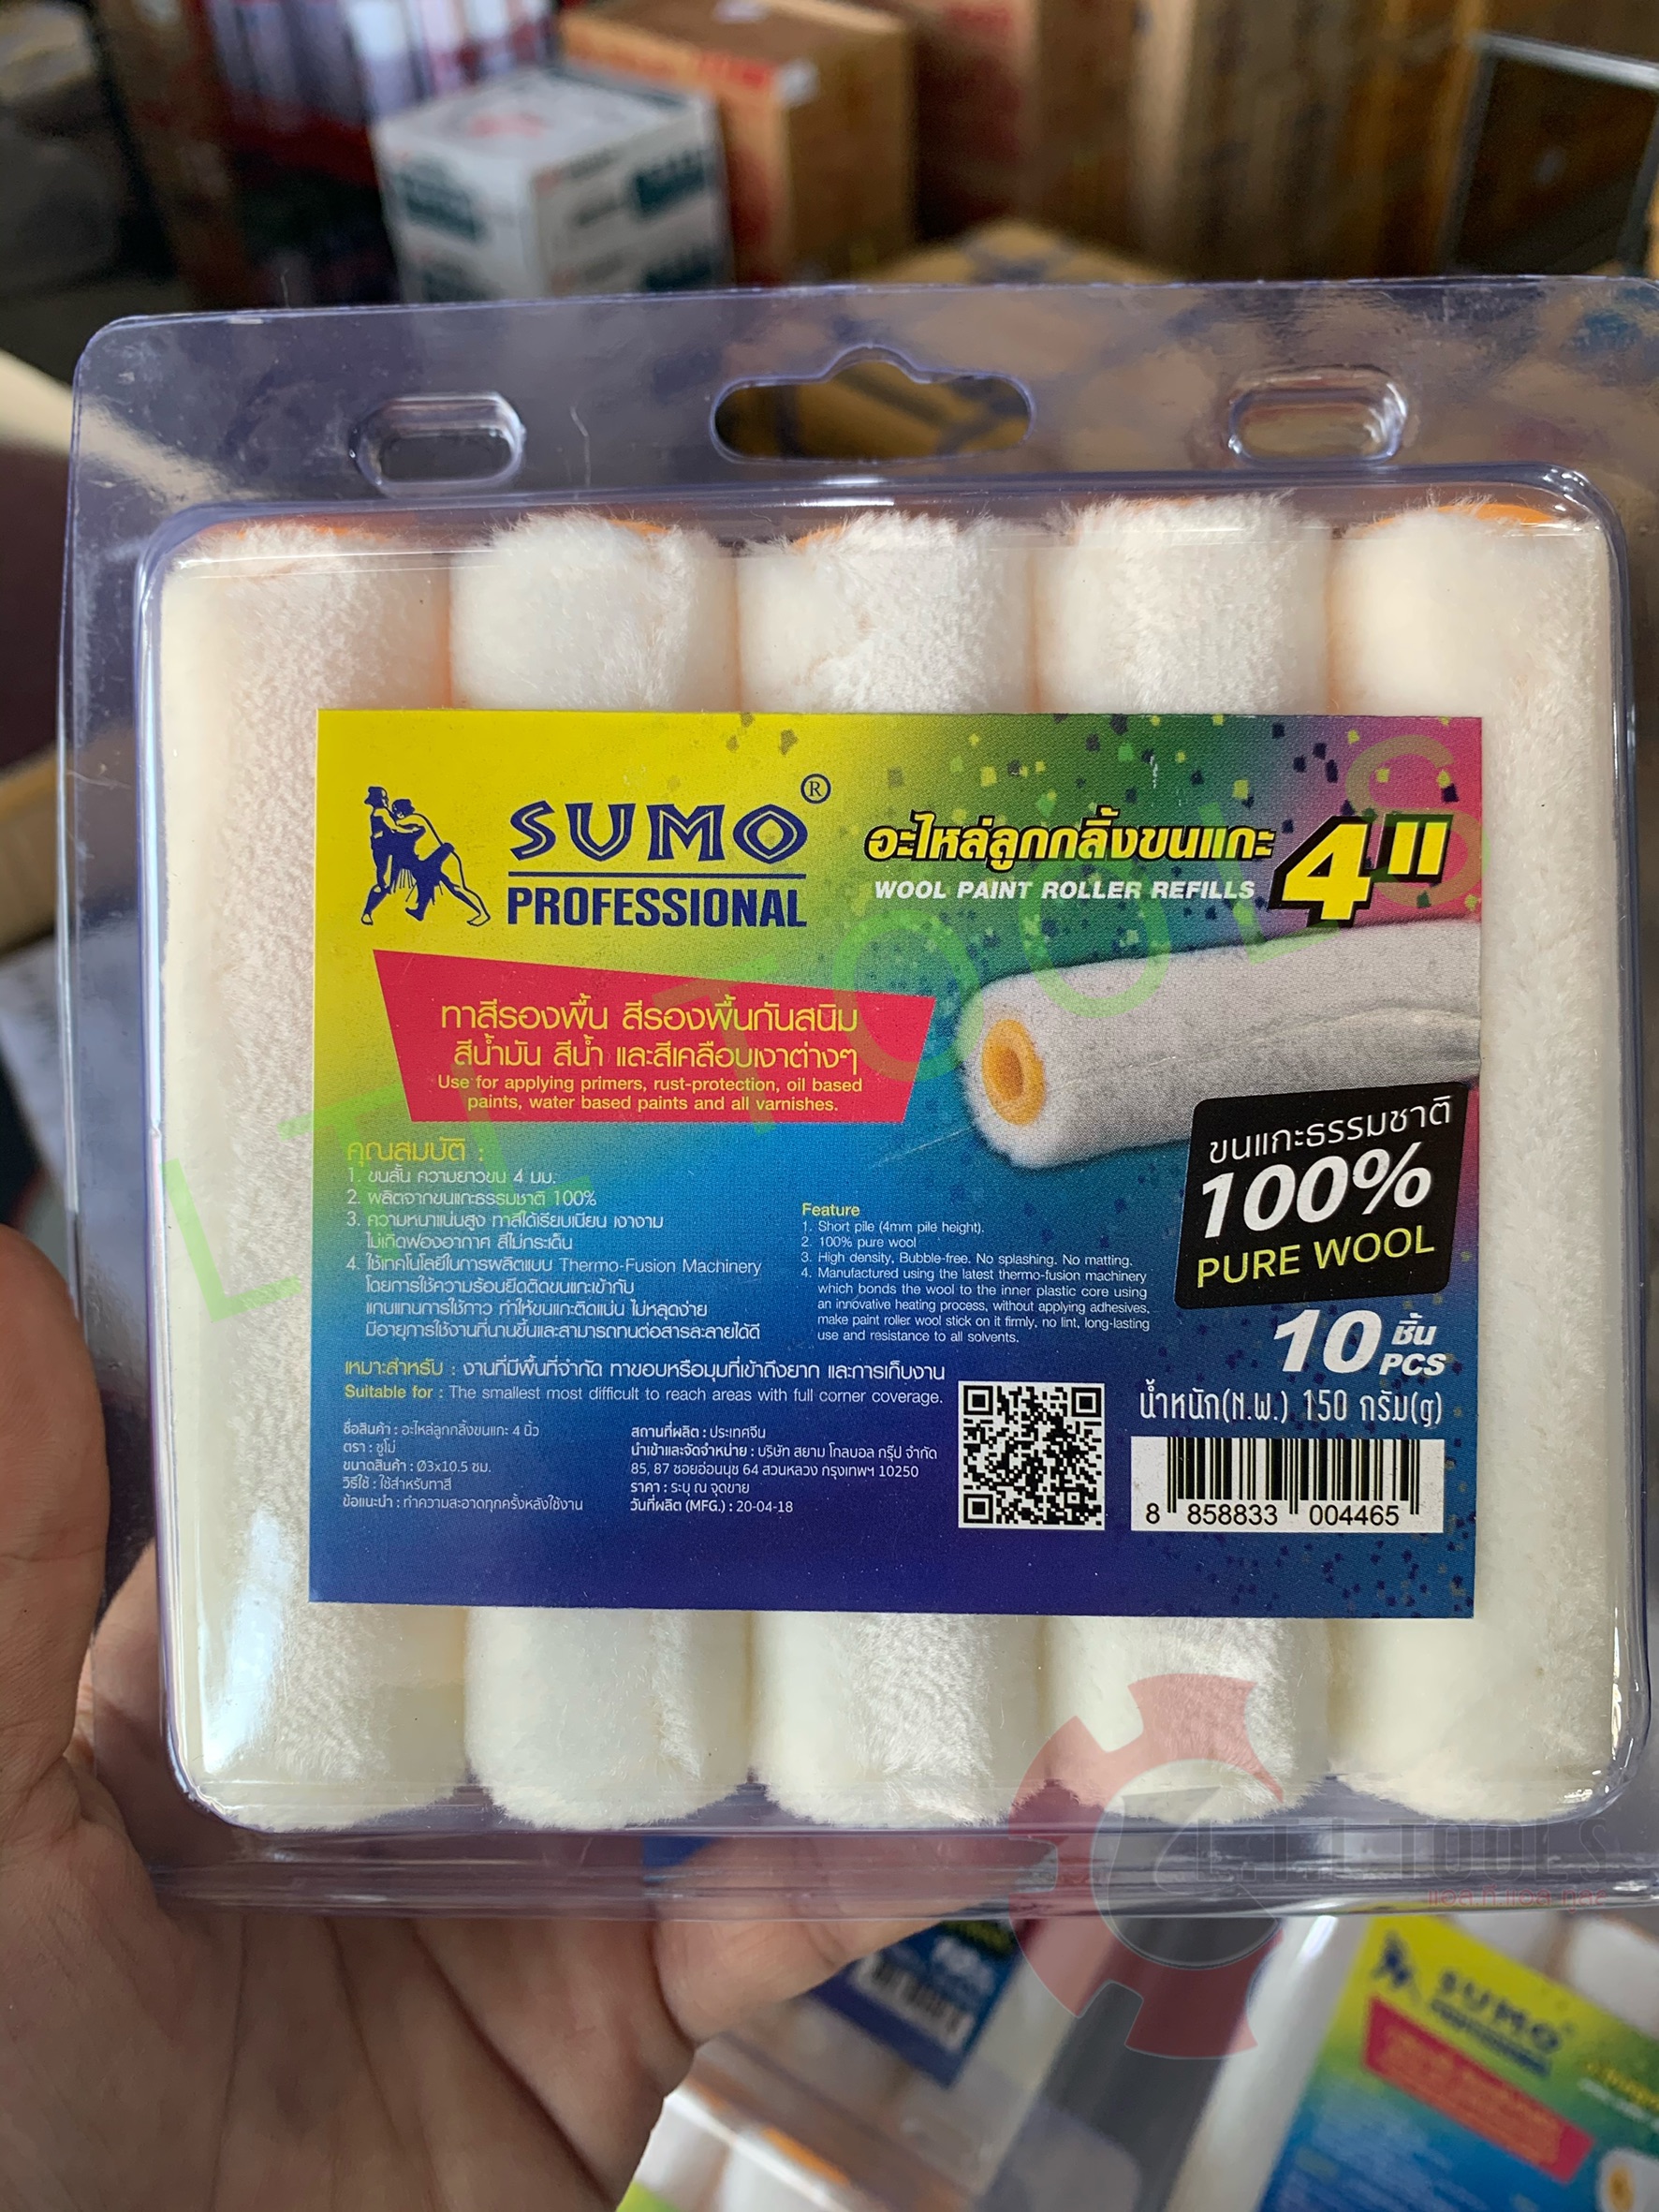 SUMO®
PROFESSIONAL
อะไหล่ลูกกลิ้งขนแกะ 4"
WOOL PAINT ROLLER REFILLS
ทาสีรองพื้น สีรองพื้นกันสนิม
สีน้ำมัน สีน้ำ และสีเคลือบเงาต่างๆ
Use for applying primers, rust-protection, oil based
paints, water based paints and all varnishes.
คุณสมบัติ :
1. ขนสั้น ความยาวขน 4 มม.
2. ผลิตจากขนแกะธรรมชาติ 100%
3. ความหนาแน่นสูง ทาสีได้เรียบเนียน เงางาม
ไม่เกิดฟองอากาศ สีไม่กระเด็น
4. ใช้เทคโนโลยีในการผลิตแบบ Thermo-Fusion Machinery
โดยการใช้ความร้อนยึดติดขนแกะเข้ากับ
แกนแทนการใช้กาว ทำให้ขนแกะติดแน่น ไม่หลุดง่าย
มีอายุการใช้งานที่นานขึ้นและสามารถทนต่อสารละลายได้ดี
Feature
1. Short pile (4mm pile height).
2. 100% pure wool
3. High density, Bubble-free. No splashing. No matting.
4. Manufactured using the latest thermo-fusion machinery
which bonds the wool to the inner plastic core using
an innovative heating process, without applying adhesives,
make paint roller wool stick on it firmly, no lint, long-lasting
use and resistance to all solvents.
ขนแกะธรรมชาติ
100%
PURE WOOL
10 ชิ้น
PCS
เหมาะสำหรับ : งานที่มีพื้นที่จำกัด ทาขอบหรือมุมที่เข้าถึงยาก และการเก็บงาน
Suitable for : The smallest most difficult to reach areas with full corner coverage.
น้ำหนัก(N.W.) 150 กรัม(g)
ชื่อสินค้า : อะไหล่ลูกกลิ้งขนแกะ 4 นิ้ว
ตรา : ซูโม่
ขนาดสินค้า : Ø3x10.5 ซม.
วิธีใช้ : ใช้สำหรับทาสี
ข้อแนะนำ : ทำความสะอาดทุกครั้งหลังใช้งาน
สถานที่ผลิต : ประเทศจีน
นำเข้าและจัดจำหน่าย : บริษัท สยาม โกลบอล กรุ๊ป จำกัด
85, 87 ซอยอ่อนนุช 64 สวนหลวง กรุงเทพฯ 10250
ราคา : ระบุ ณ จุดขาย
วันที่ผลิต (MFG.) : 20-04-18
8 858833 004465
LTL TOOLS
L.T.L TOOLS
แอล.ที.แอล.ทูลส์
SUMO
PROFESSIONAL